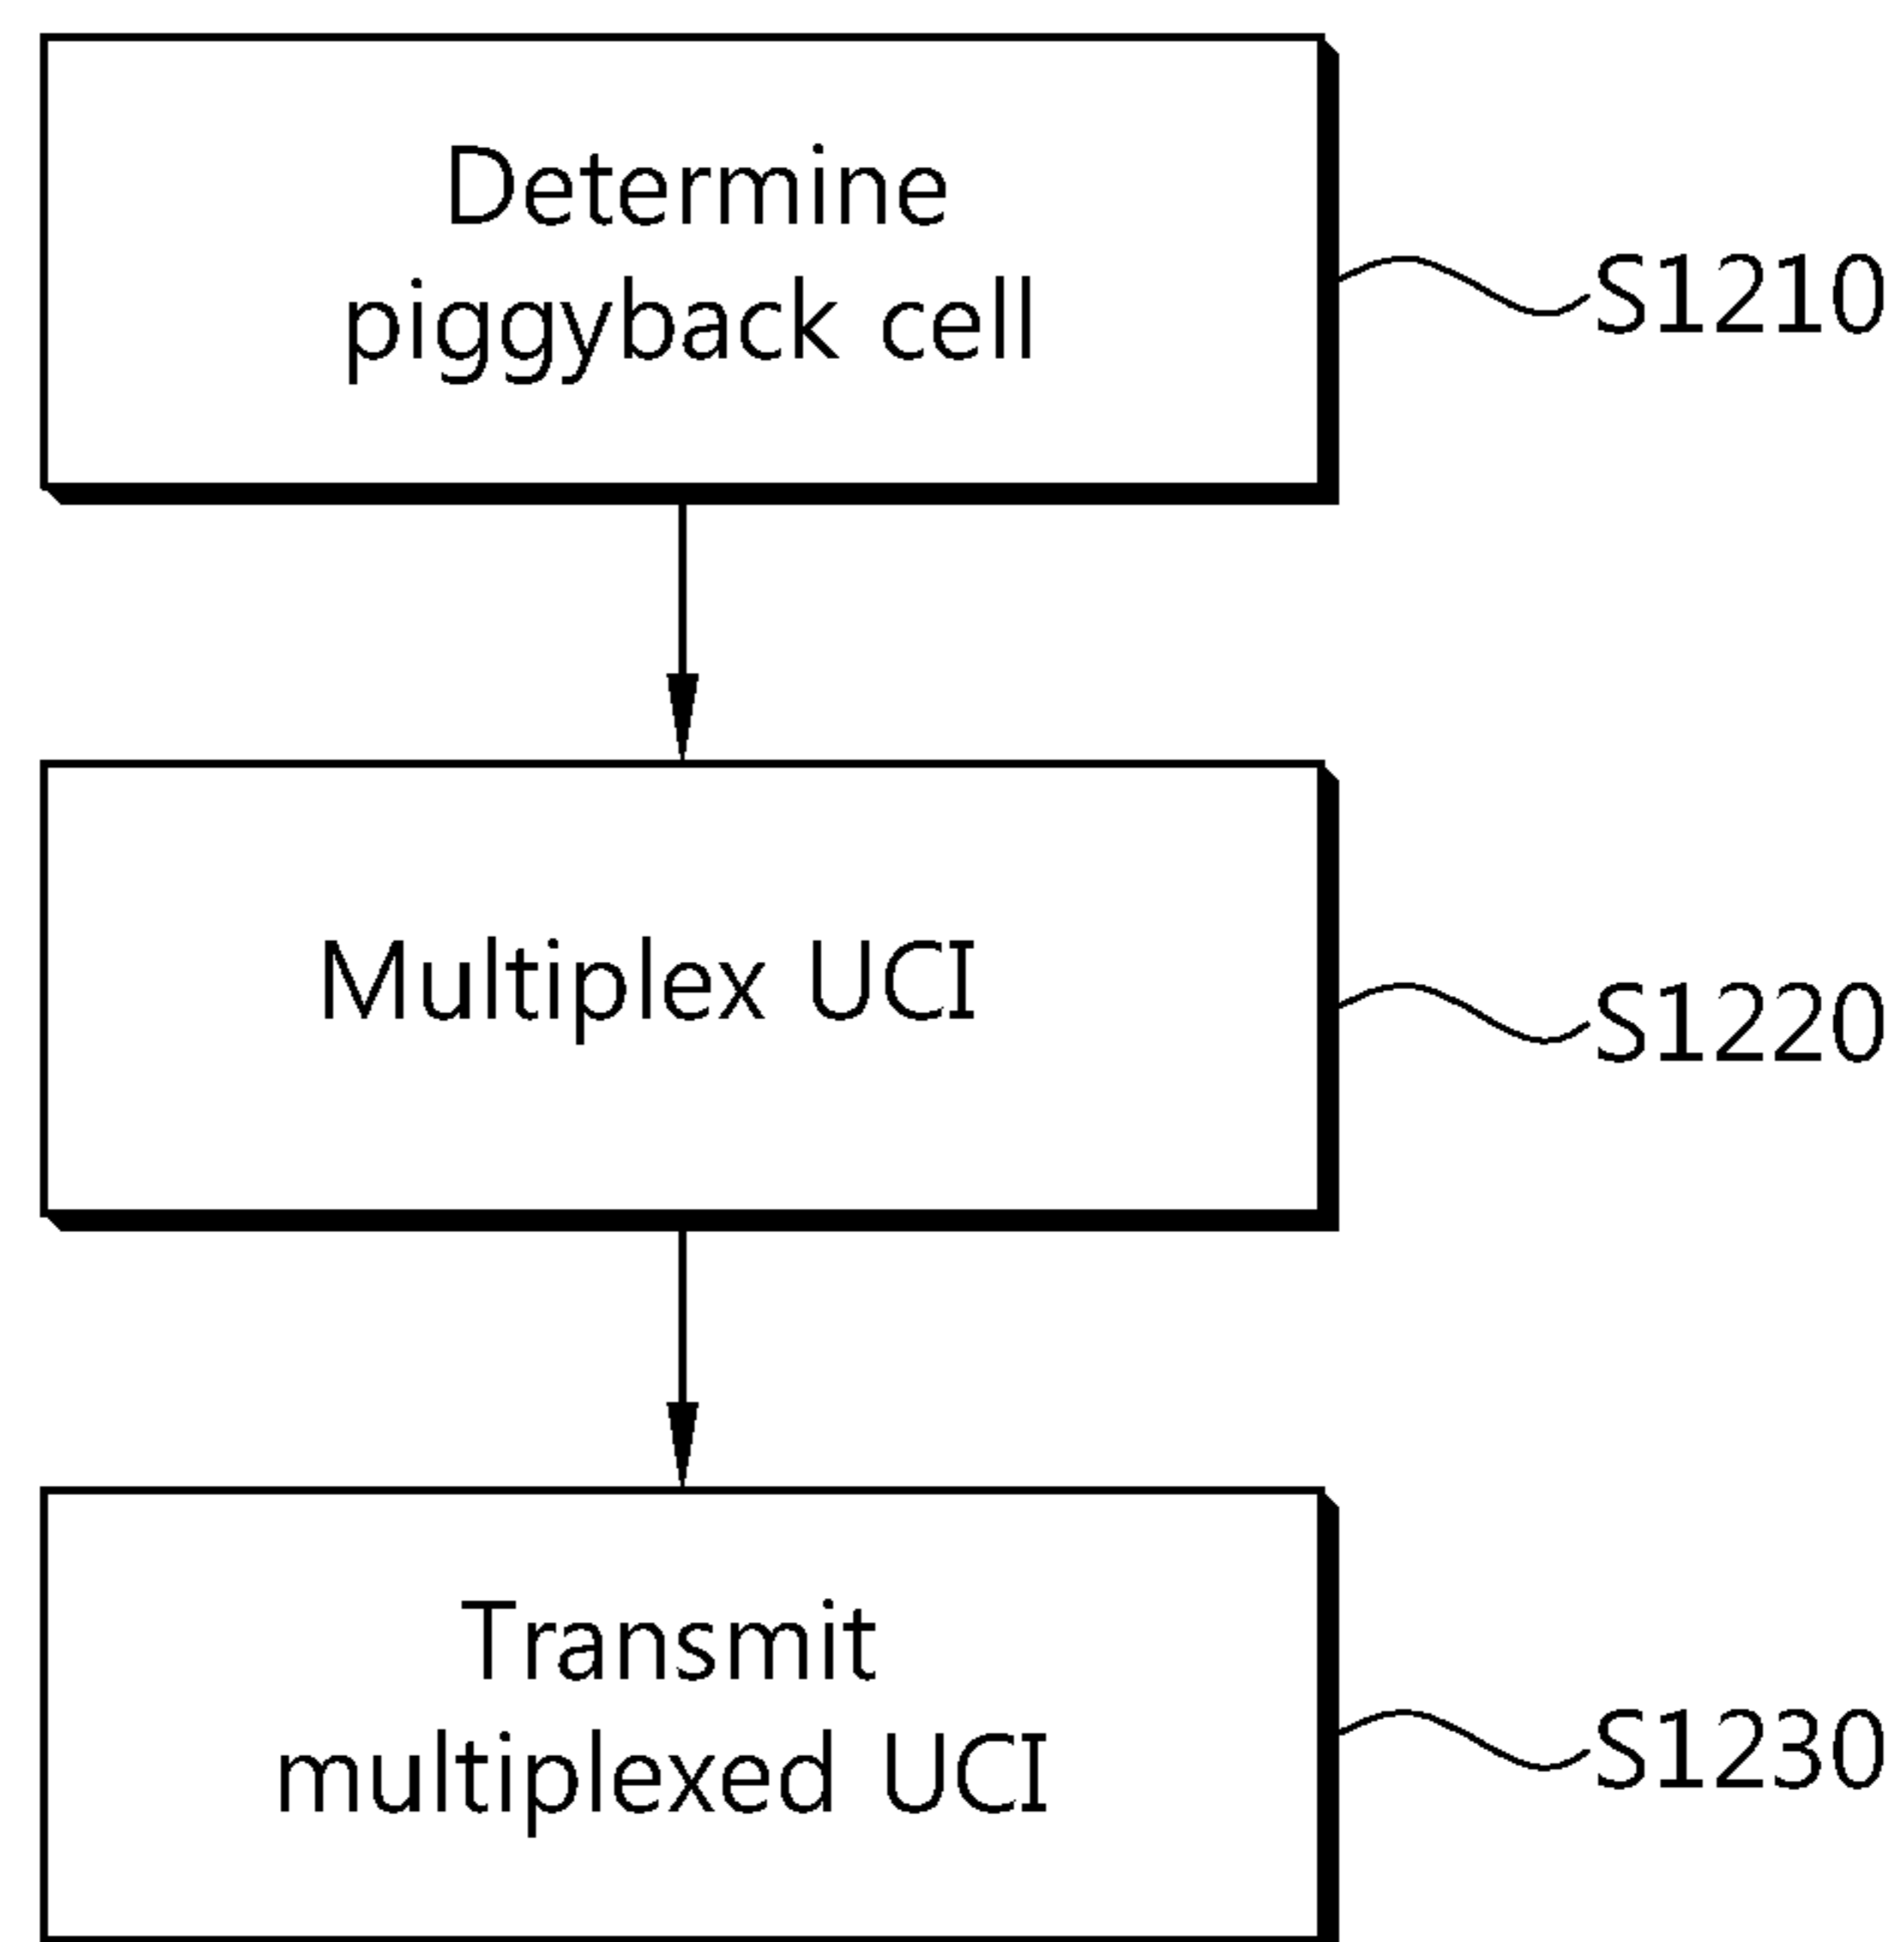 Determine
piggyback cell
S1210
Multiplex UCI
S1220
Transmit
multiplexed UCI
S1230